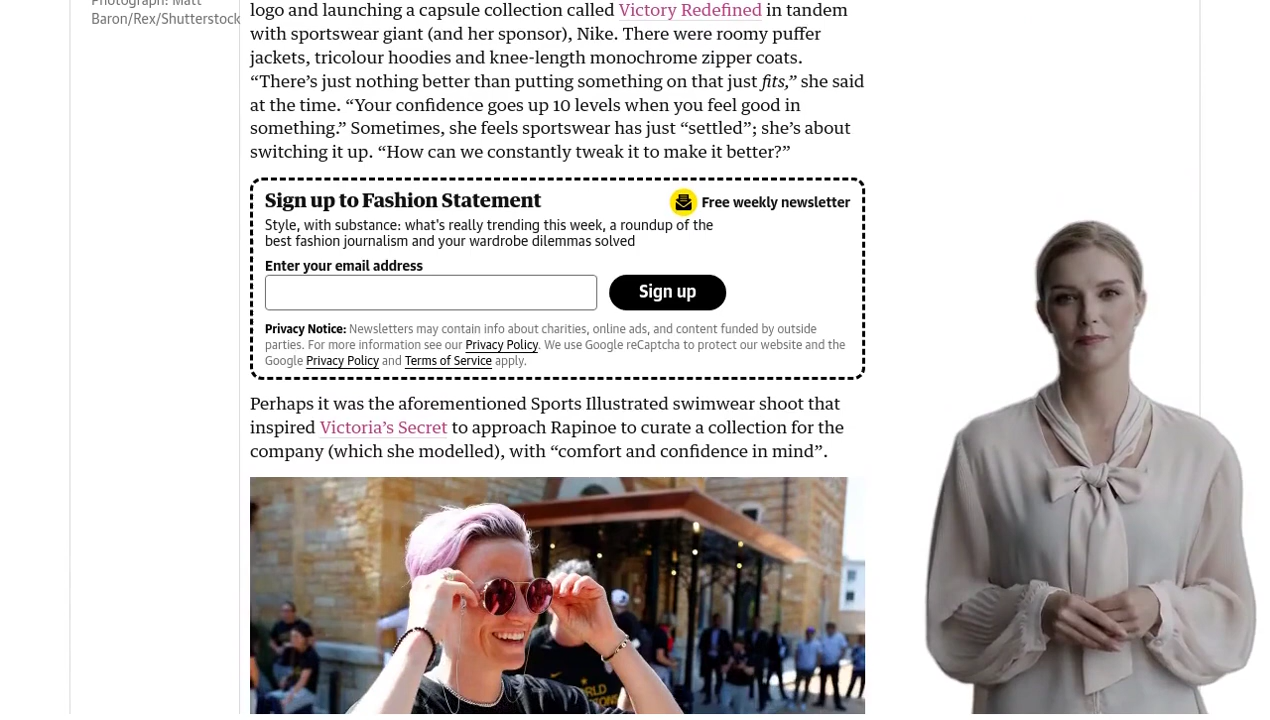 Photograph: Matt
Baron/Rex/Shutterstock
logo and launching a capsule collection called Victory Redefined in tandem
with sportswear giant (and her sponsor), Nike. There were roomy puffer
jackets, tricolour hoodies and knee-length monochrome zipper coats.
“There’s just nothing better than putting something on that just fits,” she said
at the time. “Your confidence goes up 10 levels when you feel good in
something.” Sometimes, she feels sportswear has just “settled”; she’s about
switching it up. “How can we constantly tweak it to make it better?”
Sign up to Fashion Statement
Free weekly newsletter
Style, with substance: what's really trending this week, a roundup of the
best fashion journalism and your wardrobe dilemmas solved
Enter your email address
Sign up
Privacy Notice: Newsletters may contain info about charities, online ads, and content funded by outside
parties. For more information see our Privacy Policy. We use Google reCaptcha to protect our website and the
Google Privacy Policy and Terms of Service apply.
Perhaps it was the aforementioned Sports Illustrated swimwear shoot that
inspired Victoria’s Secret to approach Rapinoe to curate a collection for the
company (which she modelled), with “comfort and confidence in mind”.